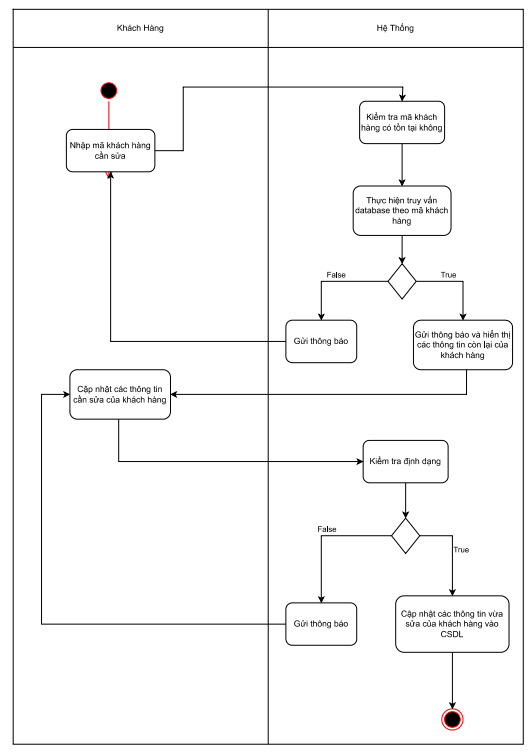 Khách Hàng
Hệ Thống
Nhập mã khách hàng
cần sửa
Kiểm tra mã khách
hàng có tồn tại không
Thực hiện truy vấn
database theo mã khách
hàng
False
True
Gửi thông báo
Gửi thông báo và hiển thị
các thông tin còn lại của
khách hàng
Cập nhật các thông tin
cần sửa của khách hàng
Kiểm tra định dạng
False
True
Gửi thông báo
Cập nhật các thông tin vừa
sửa của khách hàng vào
CSDL